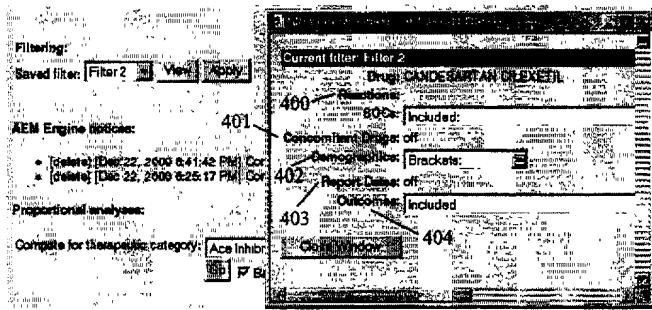 Filtering:
Saved filter: Filter 2 View Apply
AEM Engine notices:
[delete] [Dec 22, 2000 6:41:42 PM] Cor
[delete] [Dec 22, 2000 6:25:17 PM] Cor
Proportional analyses:
Compute for therapeutic category: Ace Inhibi
Go
Current filter: Filter 2
Drug: CANDESARTAN CILEXETIL
400
Reactions:
SOCs: Included:
401
Concomitant Drugs: off
402
Demographics: Brackets:
403
Report Dates: off
Outcomes: Included
404
Close Window